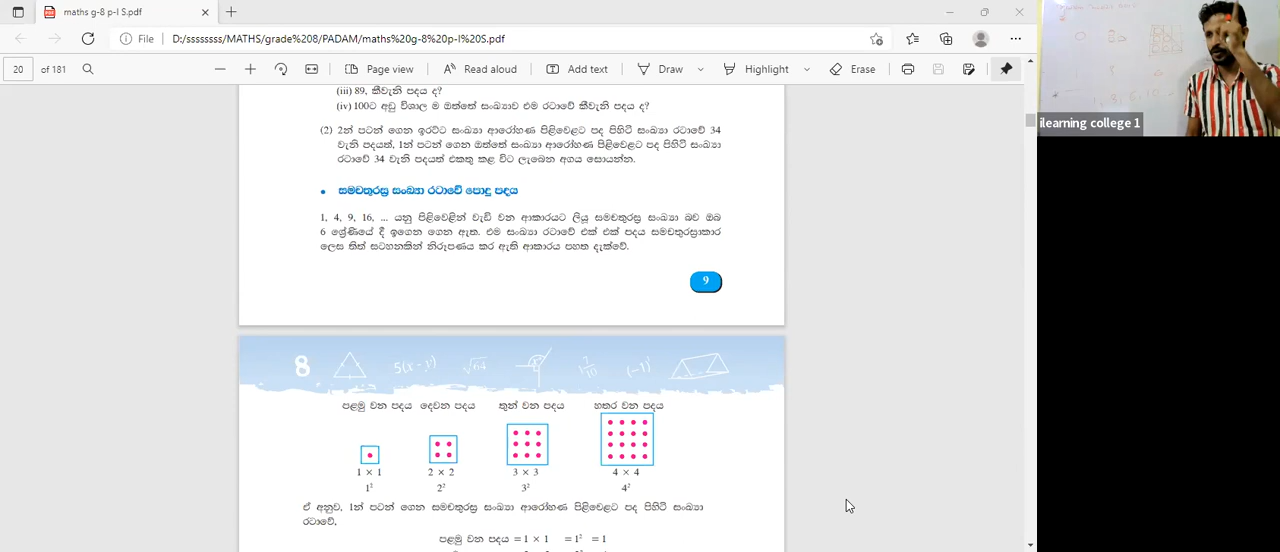 maths g-8 p-I S.pdf
File
D:/ssssssss/MATHS/grade%208/PADAM/maths%20g-8%20p-I%20S.pdf
20 of 181
Page view
Read aloud
Add text
Draw
Highlight
Erase
(iii) 89, කීවැනි පදය ද?
(iv) 100ට අඩු විශාල ම ඔත්තේ සංඛ්‍යාව එම රටාවේ කීවැනි පදය ද?
(2) 2න් පටන් ගෙන ඉරට්ට සංඛ්‍යා ආරෝහණ පිළිවෙළට පද පිහිටි සංඛ්‍යා රටාවේ 34
වැනි පදයත්, 1න් පටන් ගෙන ඔත්තේ සංඛ්‍යා ආරෝහණ පිළිවෙළට පද පිහිටි සංඛ්‍යා
රටාවේ 34 වැනි පදයත් එකතු කළ විට ලැබෙන අගය සොයන්න.
• සමචතුරස්‍ර සංඛ්‍යා රටාවේ පොදු පදය
1, 4, 9, 16, ... යනු පිළිවෙළින් වැඩි වන ආකාරයට ලියූ සමචතුරස්‍ර සංඛ්‍යා බව ඔබ
6 ශ්‍රේණියේ දී ඉගෙන ගෙන ඇත. එම සංඛ්‍යා රටාවේ එක් එක් පදය සමචතුරස්‍රාකාර
ලෙස තිත් සටහනකින් නිරූපණය කර ඇති ආකාරය පහත දැක්වේ.
9
8
5(x - y)
√64
පළමු වන පදය දෙවන පදය තුන් වන පදය හතර වන පදය
1 × 1 2 × 2 3 × 3 4 × 4
1² 2² 3² 4²
ඒ අනුව, 1න් පටන් ගෙන සමචතුරස්‍ර සංඛ්‍යා ආරෝහණ පිළිවෙළට පද පිහිටි සංඛ්‍යා
රටාවේ,
පළමු වන පදය = 1 × 1 = 1² = 1
ilearning college 1